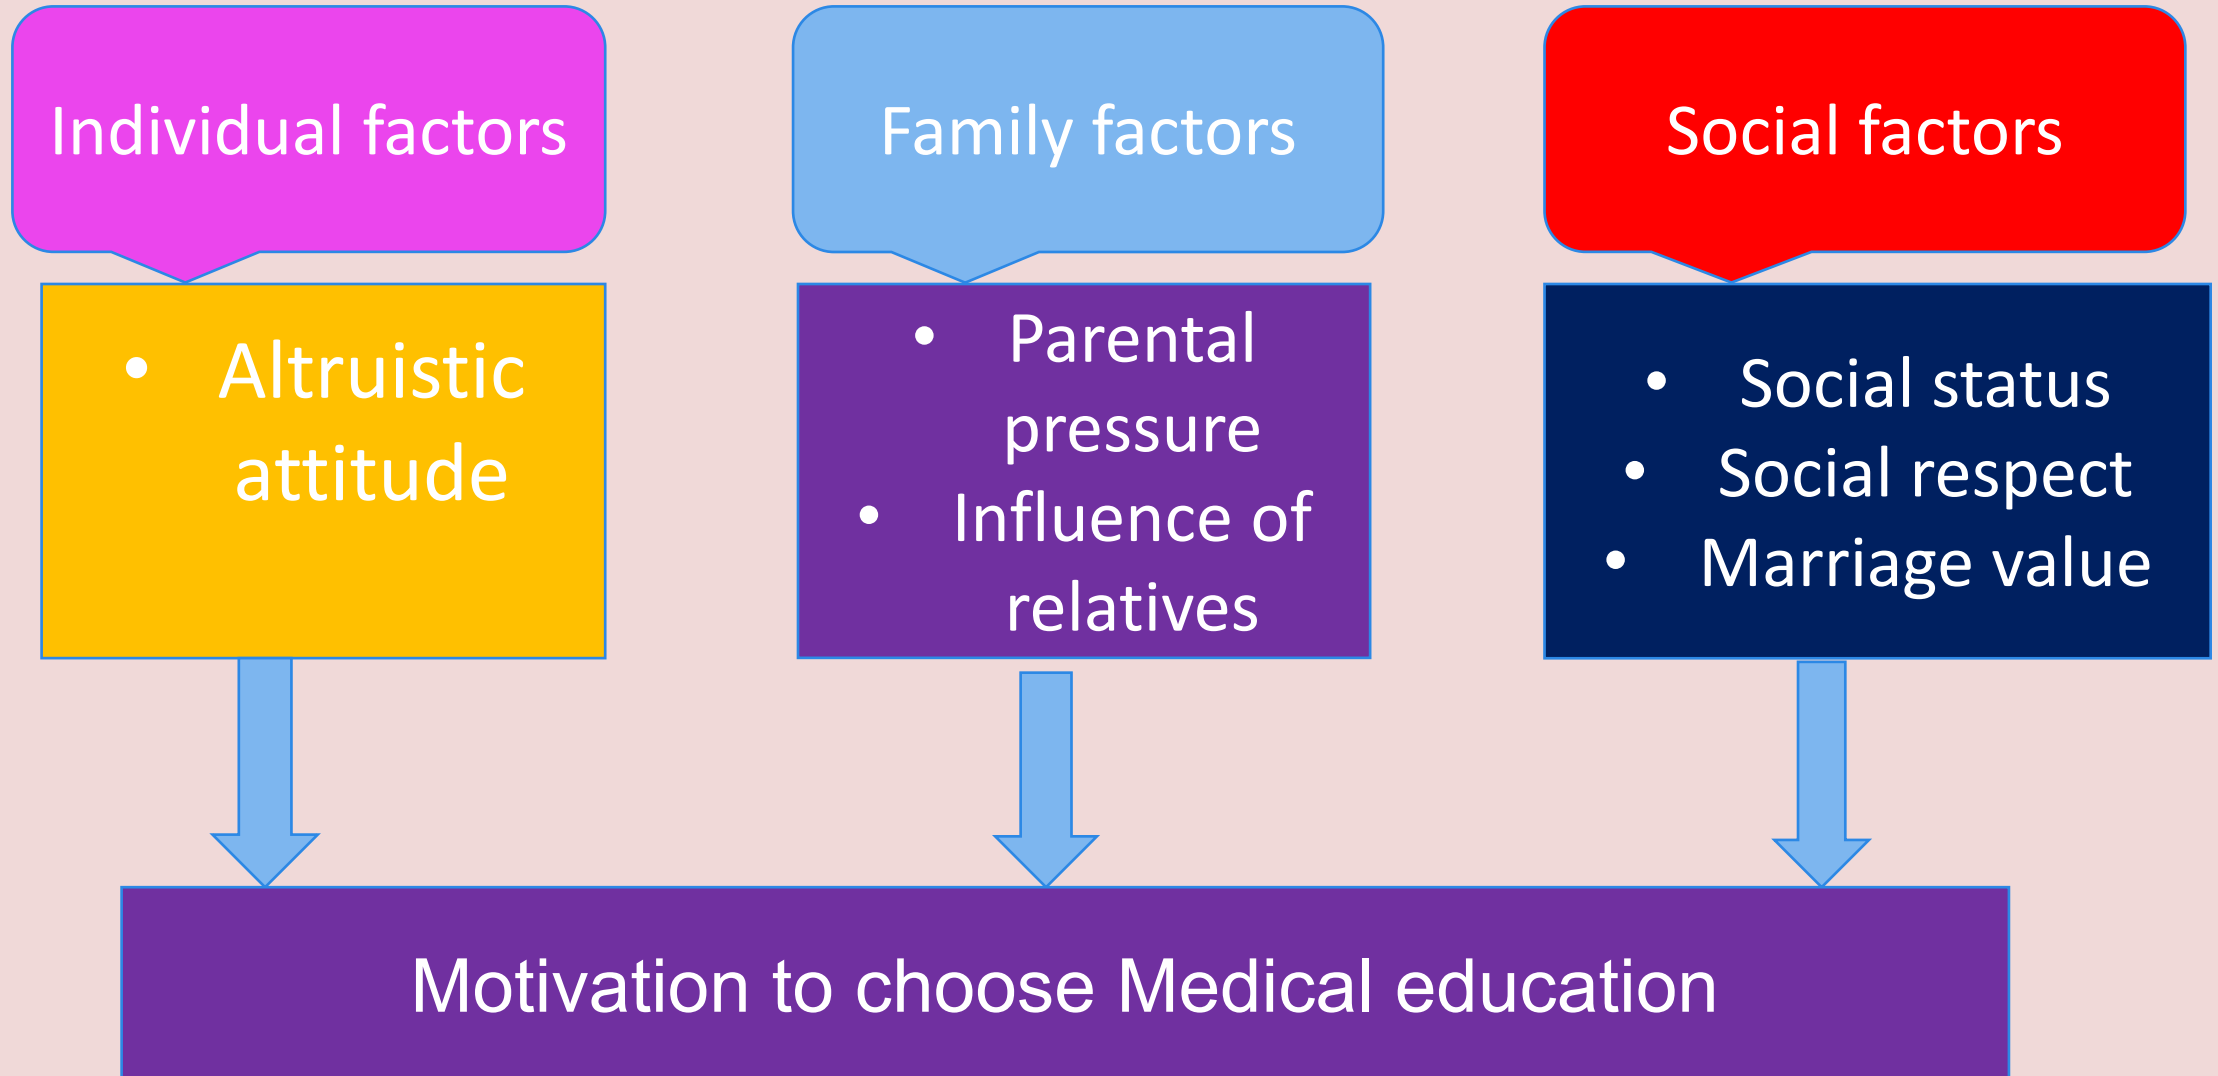 Individual factors
• Altruistic
attitude
Family factors
• Parental
pressure
• Influence of
relatives
Social factors
• Social status
• Social respect
• Marriage value
Motivation to choose Medical education